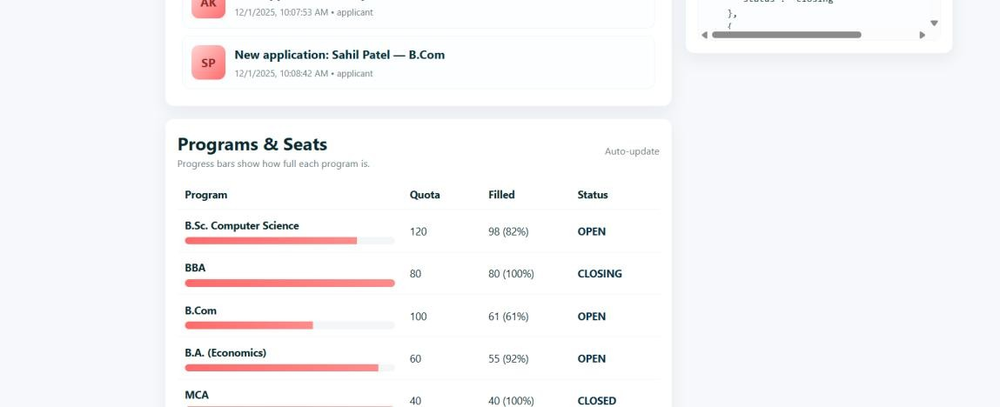 AK
12/1/2025, 10:07:53 AM • applicant
SP
New application: Sahil Patel — B.Com
12/1/2025, 10:08:42 AM • applicant
},
{
Programs & Seats
Progress bars show how full each program is.
Auto-update
Program Quota Filled Status
B.Sc. Computer Science 120 98 (82%) OPEN
BBA 80 80 (100%) CLOSING
B.Com 100 61 (61%) OPEN
B.A. (Economics) 60 55 (92%) OPEN
MCA 40 40 (100%) CLOSED